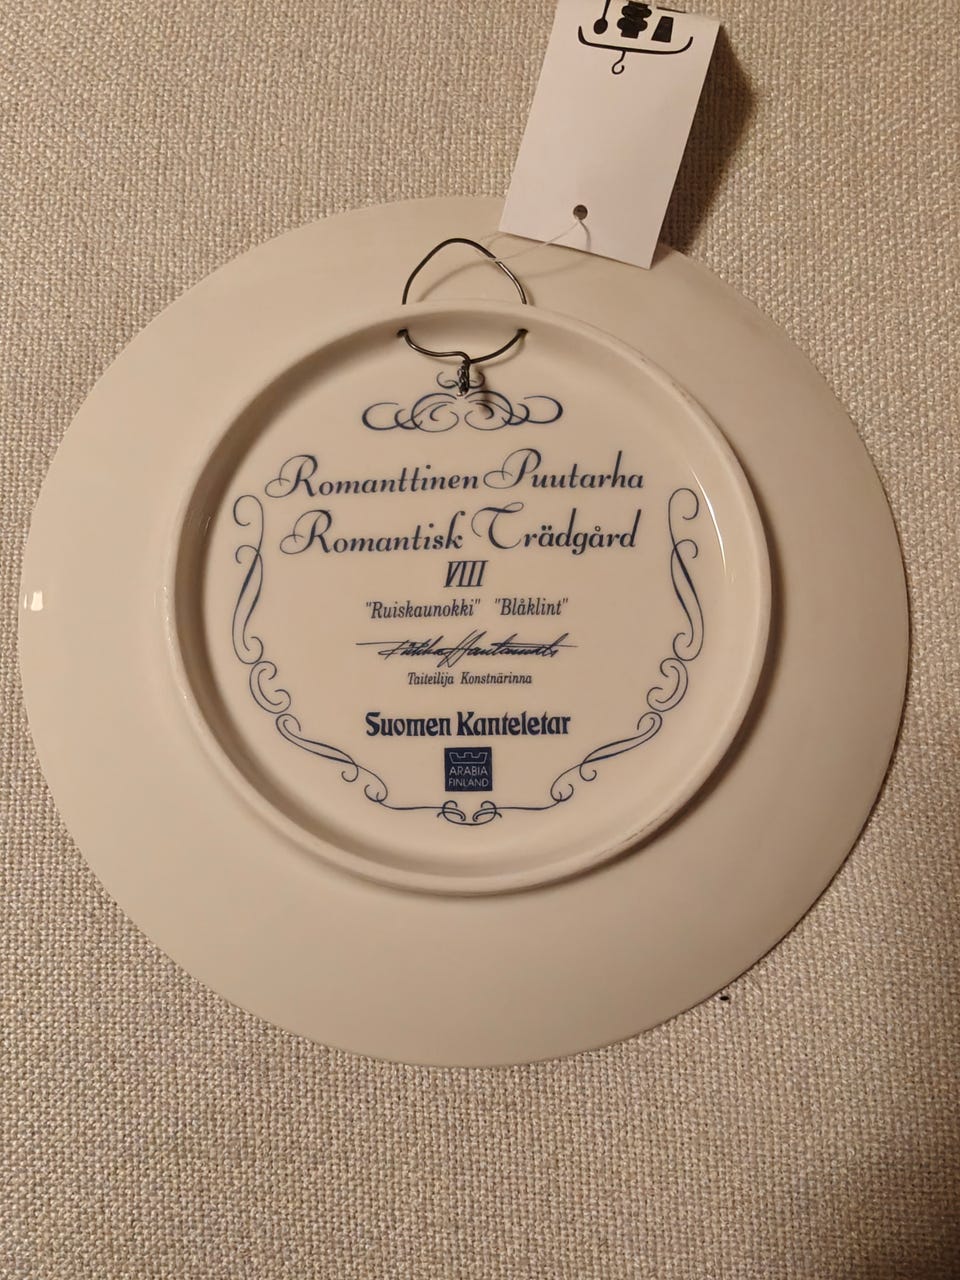 Romanttinen Puutarha
Romantisk Trädgård
VIII
"Ruiskaunokki" "Blåklint"
Taiteilija Konstnärinna
Suomen Kanteletar
ARABIA
FINLAND